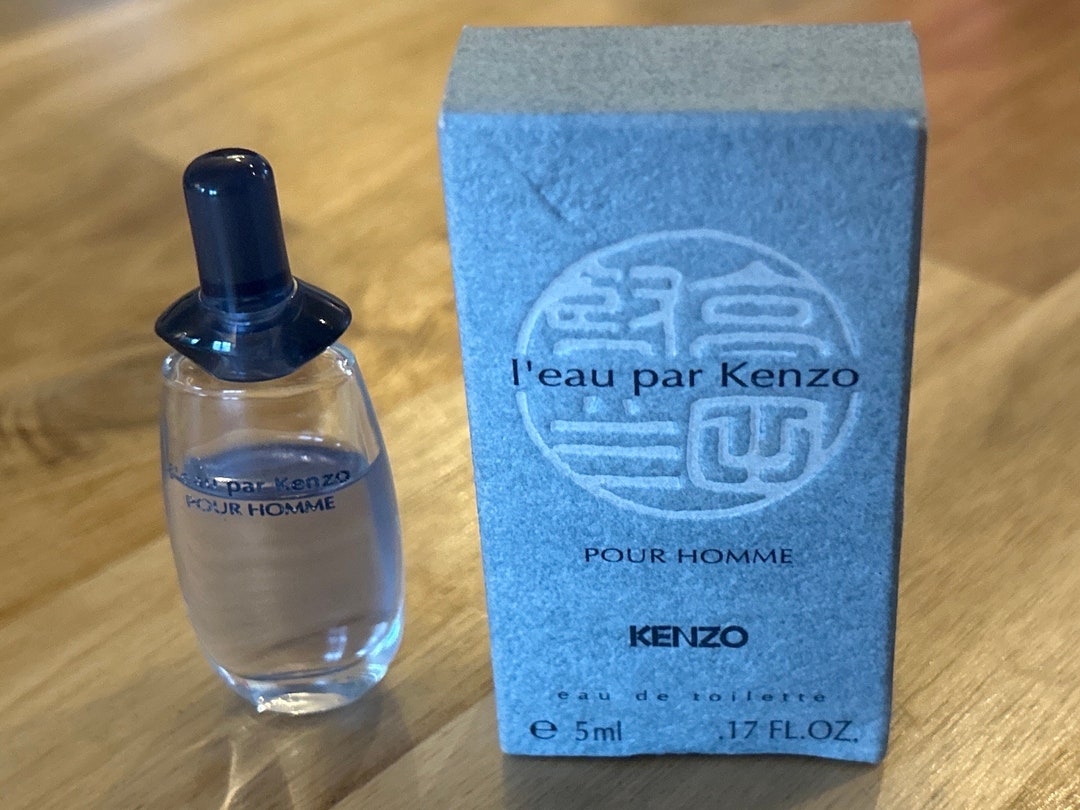 par Kenzo
POUR HOMME
l'eau par Kenzo
POUR HOMME
KENZO
eau de toilette
℮ 5ml .17 FL.OZ.